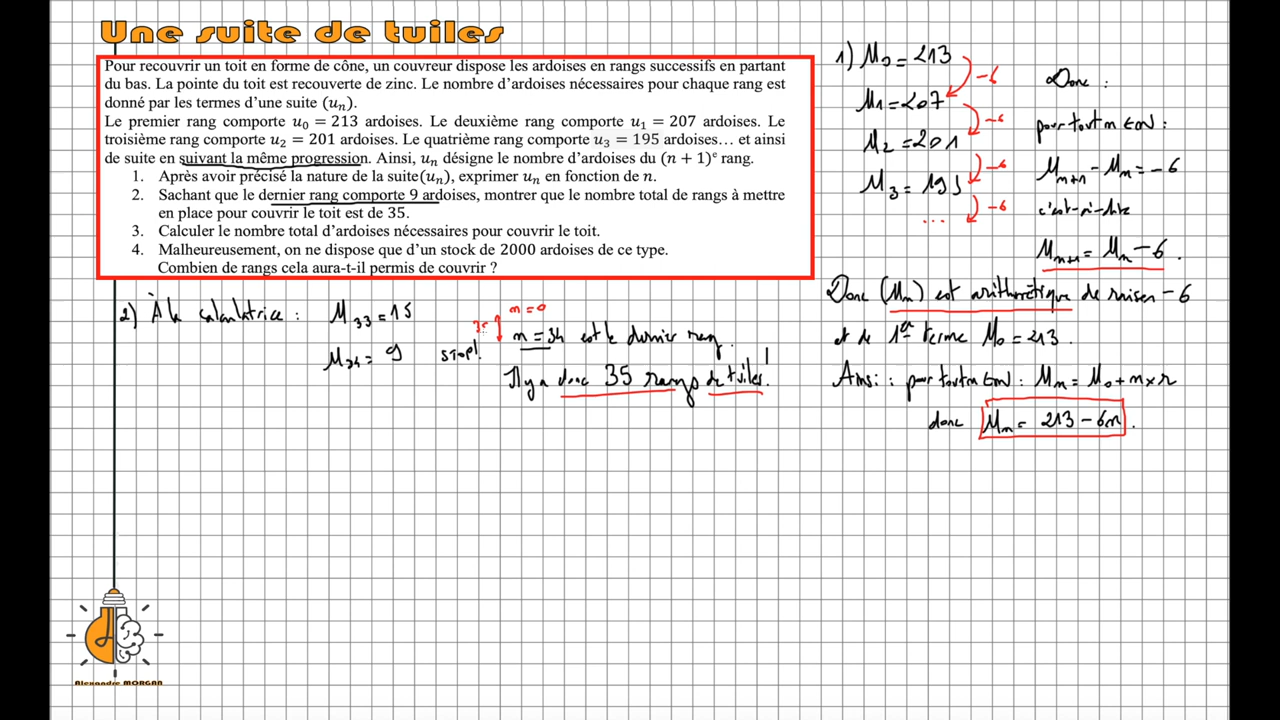 Une suite de tuiles
Pour recouvrir un toit en forme de cône, un couvreur dispose les ardoises en rangs successifs en partant
du bas. La pointe du toit est recouverte de zinc. Le nombre d'ardoises nécessaires pour chaque rang est
donné par les termes d'une suite (uₙ).
Le premier rang comporte u₀ = 213 ardoises. Le deuxième rang comporte u₁ = 207 ardoises. Le
troisième rang comporte u₂ = 201 ardoises. Le quatrième rang comporte u₃ = 195 ardoises… et ainsi
de suite en suivant la même progression. Ainsi, uₙ désigne le nombre d'ardoises du (n + 1)ᵉ rang.
1. Après avoir précisé la nature de la suite(uₙ), exprimer uₙ en fonction de n.
2. Sachant que le dernier rang comporte 9 ardoises, montrer que le nombre total de rangs à mettre
en place pour couvrir le toit est de 35.
3. Calculer le nombre total d'ardoises nécessaires pour couvrir le toit.
4. Malheureusement, on ne dispose que d'un stock de 2000 ardoises de ce type.
Combien de rangs cela aura-t-il permis de couvrir ?
1) u₀ = 213
-6
u₁ = 207
-6
u₂ = 201
-6
u₃ = 195
-6
...
Donc :
pour tout n ∈ ℕ :
uₙ₊₁ - uₙ = -6
c'est-à-dire
uₙ₊₁ = uₙ - 6.
Donc (uₙ) est arithmétique de raison -6
et de 1er terme u₀ = 213.
Ainsi : pour tout n ∈ ℕ : uₙ = u₀ + n × r
donc uₙ = 213 - 6n.
2) À la calculatrice : u₃₃ = 15
u₃₄ = 9 stop!
n = 0
n = 34 est le dernier rang.
Il y a donc 35 rangs de tuiles!
Alexandre MORGAN